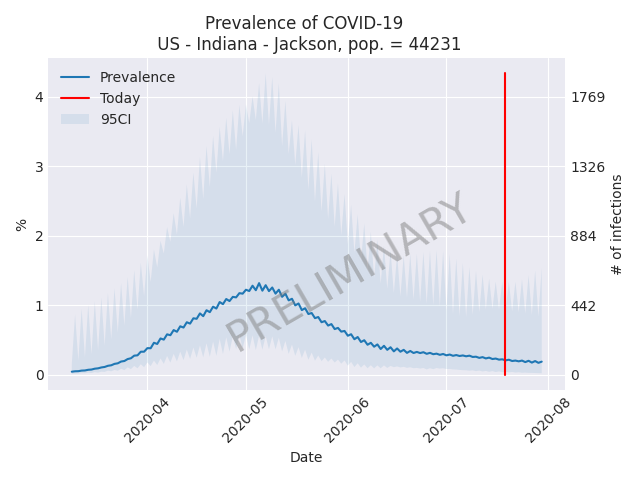 Prevalence of COVID-19
US - Indiana - Jackson, pop. = 44231
Prevalence
Today
95CI
PRELIMINARY
%
4
3
2
1
0
1769
1326
884
442
0
# of infections
2020-04
2020-05
2020-06
2020-07
2020-08
Date